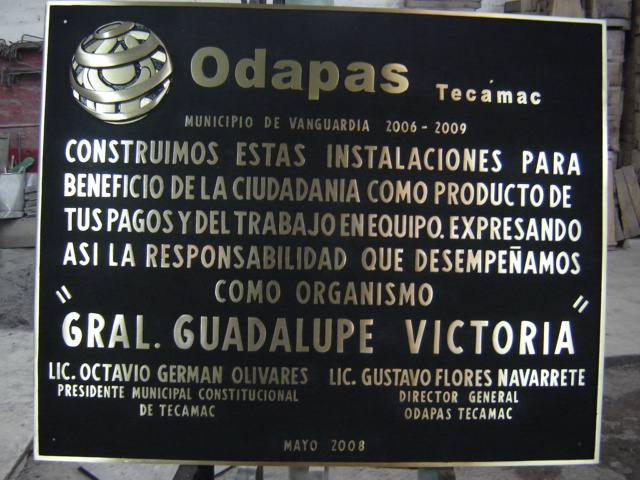 Odapas Tecámac
MUNICIPIO DE VANGUARDIA 2006 - 2009
CONSTRUIMOS ESTAS INSTALACIONES PARA
BENEFICIO DE LA CIUDADANIA COMO PRODUCTO DE
TUS PAGOS Y DEL TRABAJO EN EQUIPO. EXPRESANDO
ASI LA RESPONSABILIDAD QUE DESEMPEÑAMOS
COMO ORGANISMO
"GRAL. GUADALUPE VICTORIA"
LIC. OCTAVIO GERMAN OLIVARES LIC. GUSTAVO FLORES NAVARRETE
PRESIDENTE MUNICIPAL CONSTITUCIONAL DIRECTOR GENERAL
DE TECAMAC ODAPAS TECAMAC
MAYO 2008